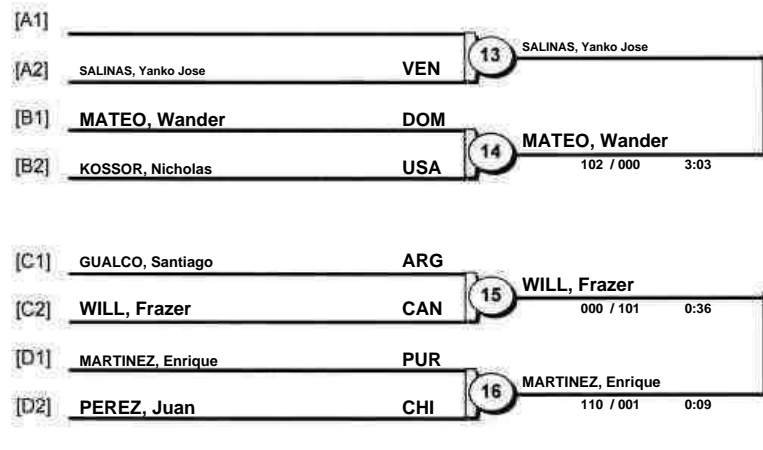 [A1]
13 SALINAS, Yanko Jose
[A2] SALINAS, Yanko Jose VEN
[B1] MATEO, Wander DOM
14 MATEO, Wander
[B2] KOSSOR, Nicholas USA 102 / 000 3:03
[C1] GUALCO, Santiago ARG
15 WILL, Frazer
[C2] WILL, Frazer CAN 000 / 101 0:36
[D1] MARTINEZ, Enrique PUR
16 MARTINEZ, Enrique
[D2] PEREZ, Juan CHI 110 / 001 0:09